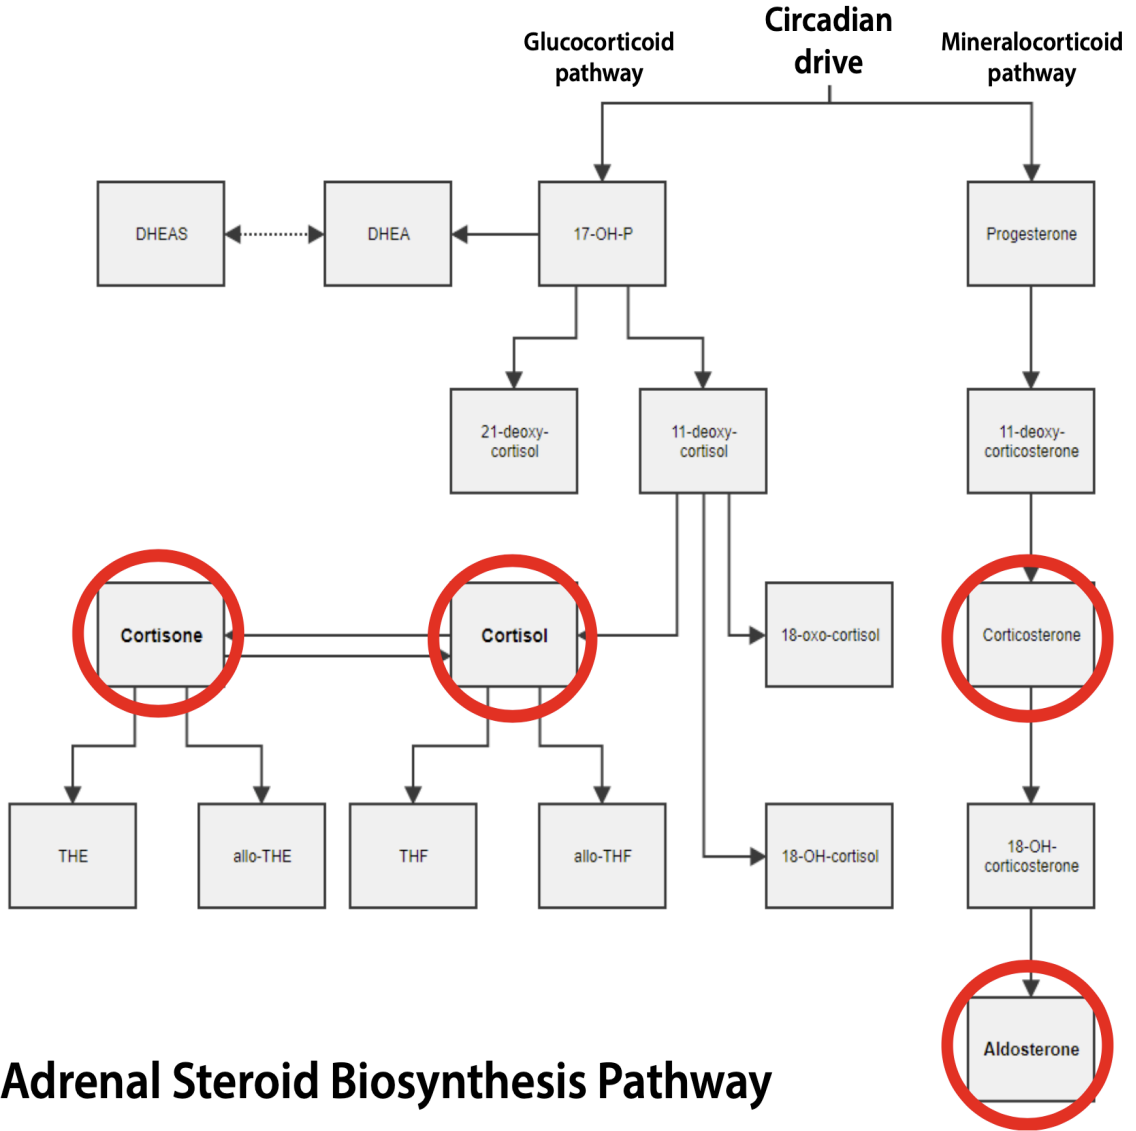 Circadian
drive
Glucocorticoid
pathway
Mineralocorticoid
pathway
DHEAS
DHEA
17-OH-P
Progesterone
21-deoxy-
cortisol
11-deoxy-
cortisol
11-deoxy-
corticosterone
Cortisone
Cortisol
18-oxo-cortisol
Corticosterone
THE
allo-THE
THF
allo-THF
18-OH-cortisol
18-OH-
corticosterone
Aldosterone
Adrenal Steroid Biosynthesis Pathway